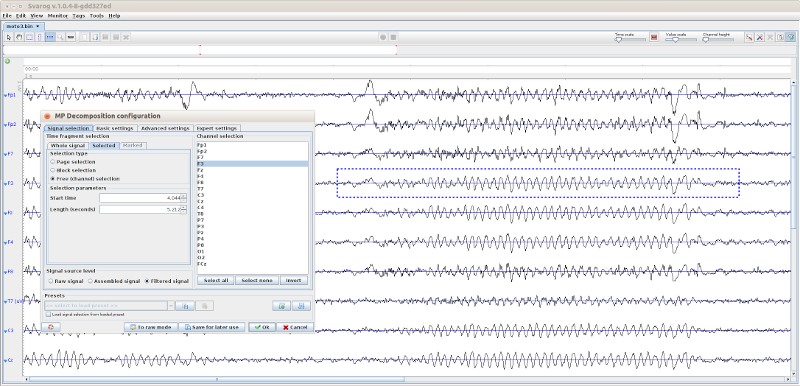 Svarog v.1.0.4-8-gdd327ed
File Edit View Monitor Tags Tools Help
moto3.bin
Time scale
Value scale
Channel height
00:00
1 s
Fp1
Fp2
F7
F3
Fz
F4
F8
T7
C3
Cz
MP Decomposition configuration
Signal selection Basic settings Advanced settings Expert settings
Time fragment selection
Whole signal Selected Marked
Selection type
Page selection
Block selection
Free (channel) selection
Selection parameters
Start time 4.044
Length (seconds) 5.212
Signal source level
Raw signal Assembled signal Filtered signal
Channel selection
Fp1
Fp2
F7
F3
Fz
F4
F8
T7
C3
Cz
C4
T8
P7
P3
Pz
P4
P8
O1
O2
FCz
Select all Select none Invert
Presets
Load signal selection from loaded preset
To raw mode Save for later use Ok Cancel